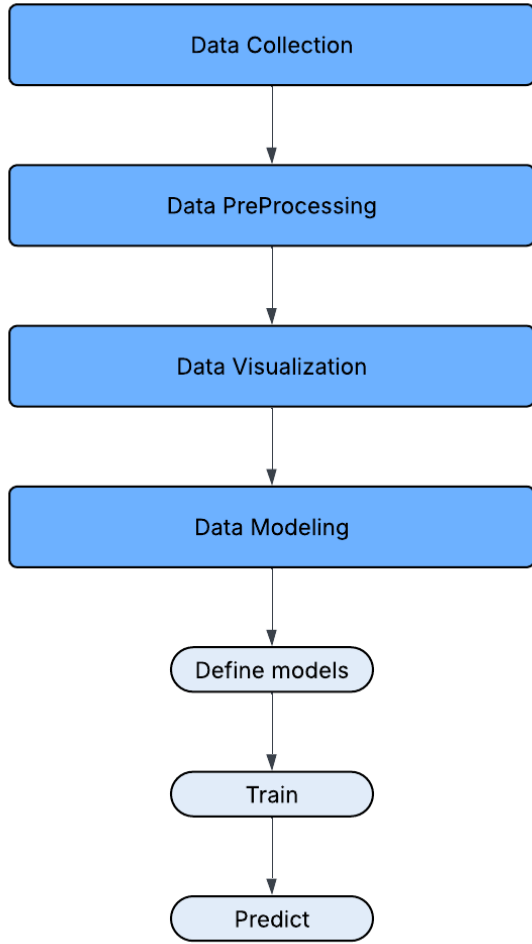 Data Collection
Data PreProcessing
Data Visualization
Data Modeling
Define models
Train
Predict